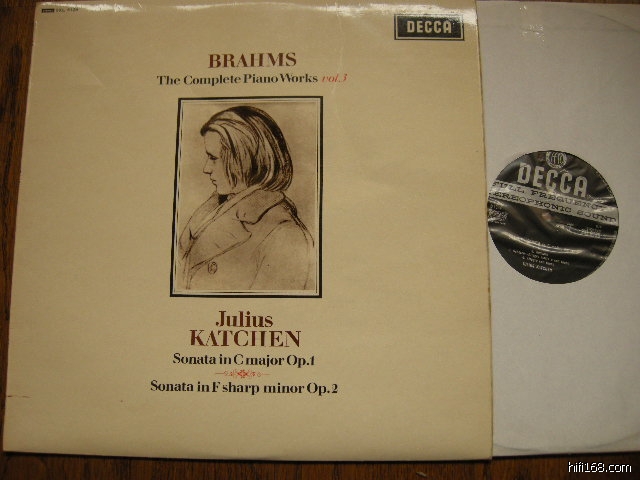 DECCA
BRAHMS
The Complete Piano Works vol.3
Julius
KATCHEN
Sonata in C major Op.1
Sonata in F sharp minor Op.2
DECCA
FULL FREQUENCY
STEREOPHONIC SOUND
hifi168.com